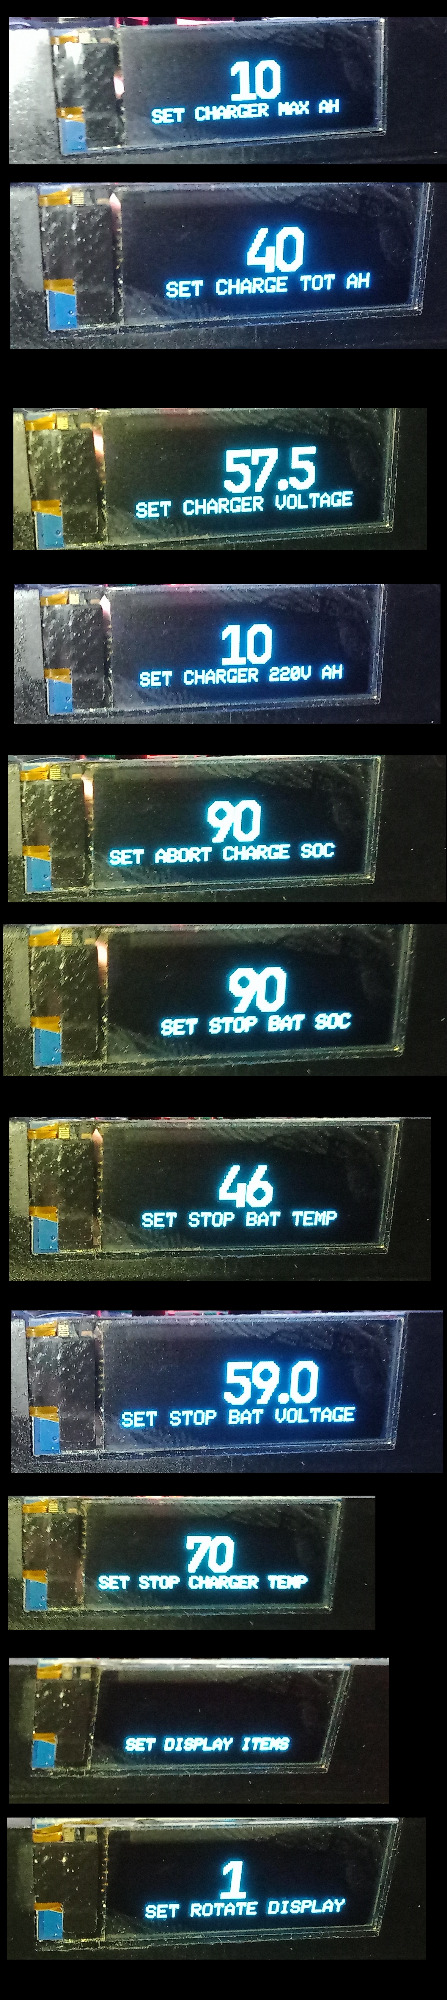 10
SET CHARGER MAX AH
40
SET CHARGE TOT AH
57.5
SET CHARGER VOLTAGE
10
SET CHARGER 220V AH
90
SET ABORT CHARGE SOC
90
SET STOP BAT SOC
46
SET STOP BAT TEMP
59.0
SET STOP BAT VOLTAGE
70
SET STOP CHARGER TEMP
SET DISPLAY ITEMS
1
SET ROTATE DISPLAY